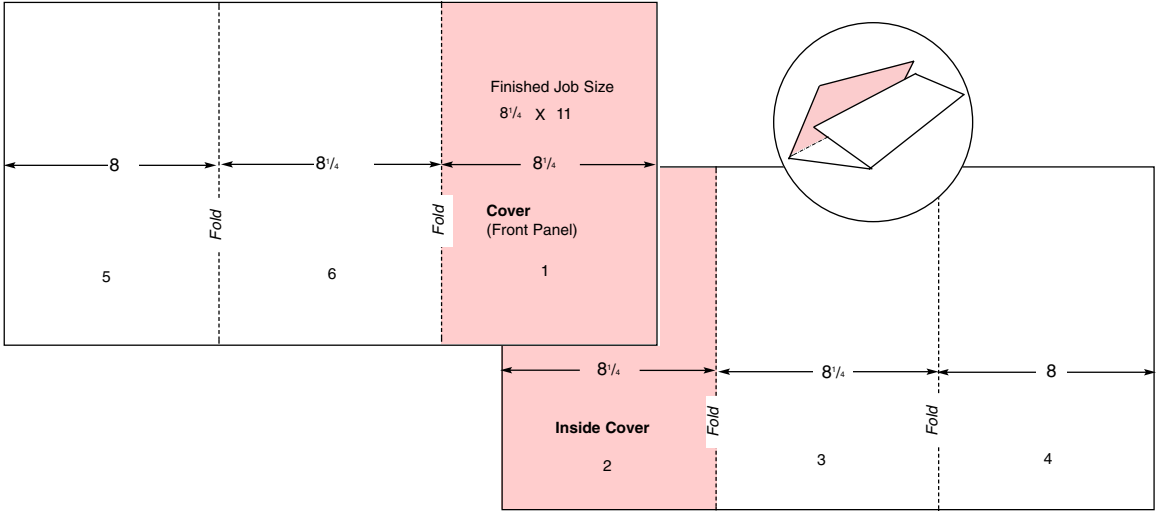 Finished Job Size
8¼ X 11
8
8¼
8¼
Fold
Fold
Cover
(Front Panel)
5
6
1
8¼
8¼
8
Fold
Fold
Inside Cover
2
3
4